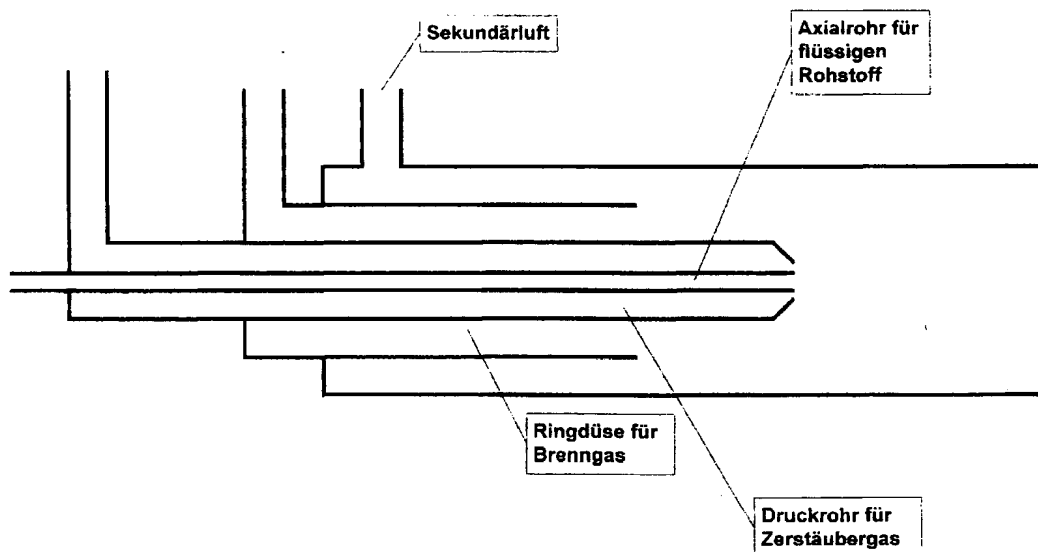 Sekundärluft
Axialrohr für
flüssigen
Rohstoff
Ringdüse für
Brenngas
Druckrohr für
Zerstäubergas